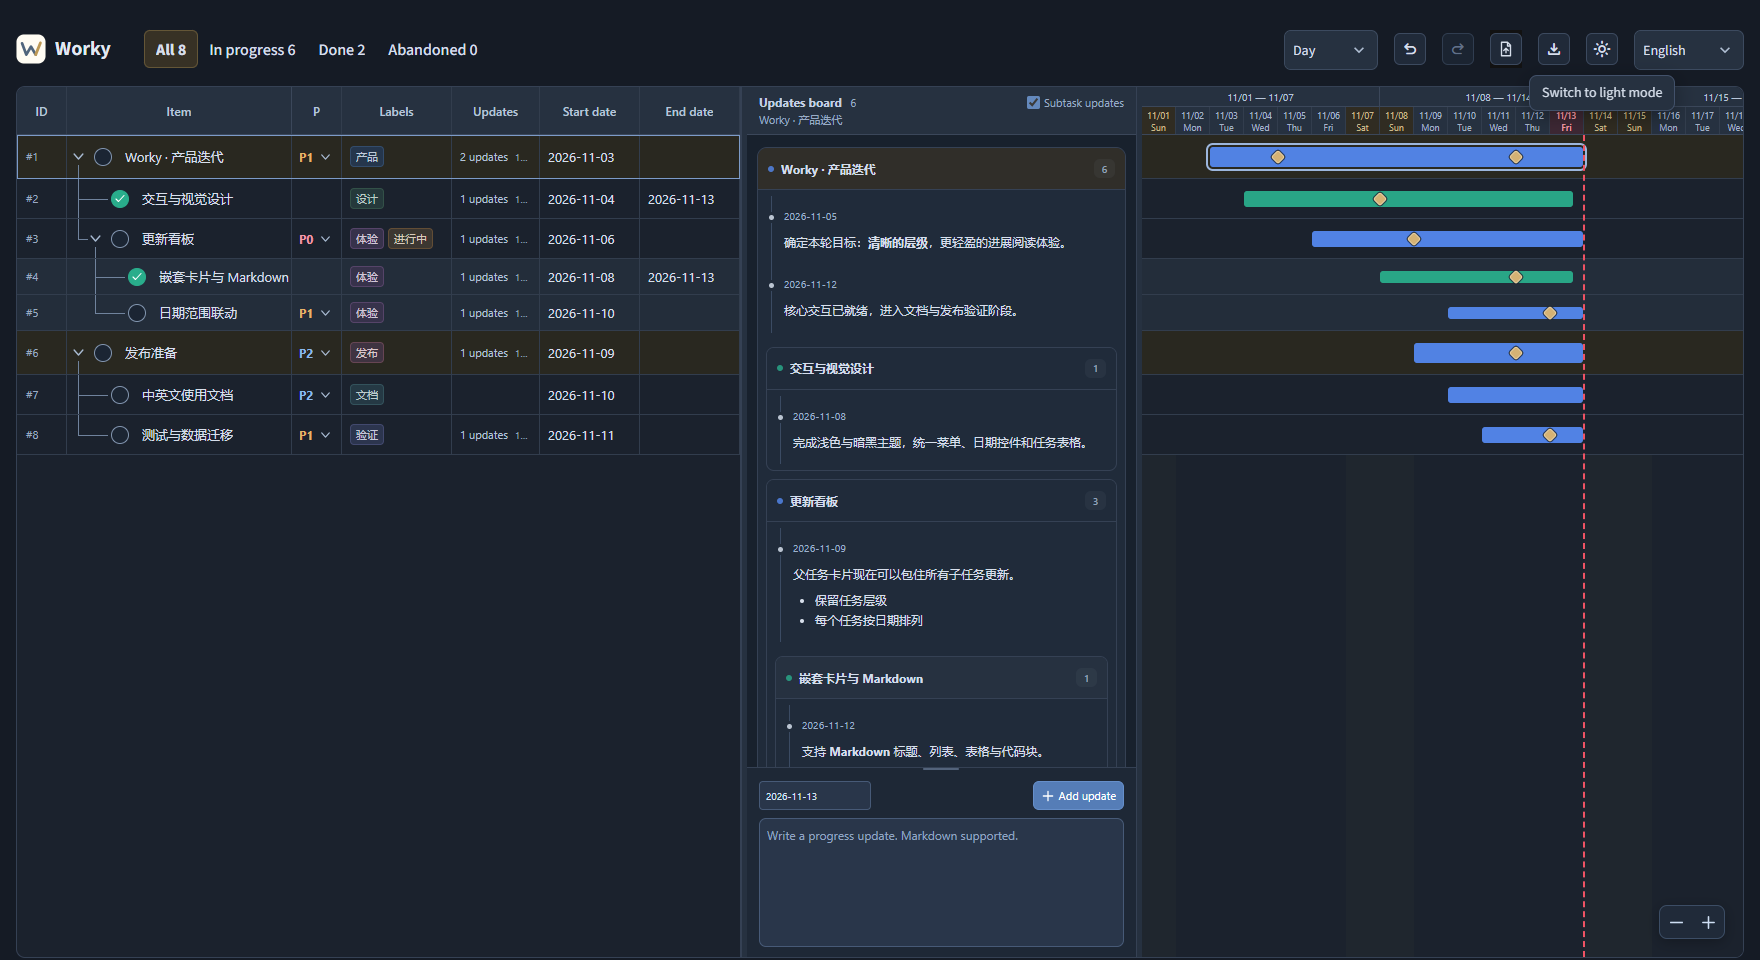 Worky
All 8
In progress 6
Done 2
Abandoned 0
Day
English
Switch to light mode
ID
Item
P
Labels
Updates
Start date
End date
#1
Worky · 产品迭代
P1
产品
2 updates 1...
2026-11-03
#2
交互与视觉设计
设计
1 updates 1...
2026-11-04
2026-11-13
#3
更新看板
P0
体验
进行中
1 updates 1...
2026-11-06
#4
嵌套卡片与 Markdown
体验
1 updates 1...
2026-11-08
2026-11-13
#5
日期范围联动
P1
体验
1 updates 1...
2026-11-10
#6
发布准备
P2
发布
1 updates 1...
2026-11-09
#7
中英文使用文档
P2
文档
2026-11-10
#8
测试与数据迁移
P1
验证
1 updates 1...
2026-11-11
Updates board 6
Worky · 产品迭代
Subtask updates
Worky · 产品迭代
6
2026-11-05
确定本轮目标：清晰的层级，更轻盈的进展阅读体验。
2026-11-12
核心交互已就绪，进入文档与发布验证阶段。
交互与视觉设计
1
2026-11-08
完成浅色与暗黑主题，统一菜单、日期控件和任务表格。
更新看板
3
2026-11-09
父任务卡片现在可以包住所有子任务更新。
• 保留任务层级
• 每个任务按日期排列
嵌套卡片与 Markdown
1
2026-11-12
支持 Markdown 标题、列表、表格与代码块。
2026-11-13
+ Add update
Write a progress update. Markdown supported.
11/01 — 11/07
11/08 — 11/14
11/15 —
11/01 Sun
11/02 Mon
11/03 Tue
11/04 Wed
11/05 Thu
11/06 Fri
11/07 Sat
11/08 Sun
11/09 Mon
11/10 Tue
11/11 Wed
11/12 Thu
11/13 Fri
11/14 Sat
11/15 Sun
11/16 Mon
11/17 Tue